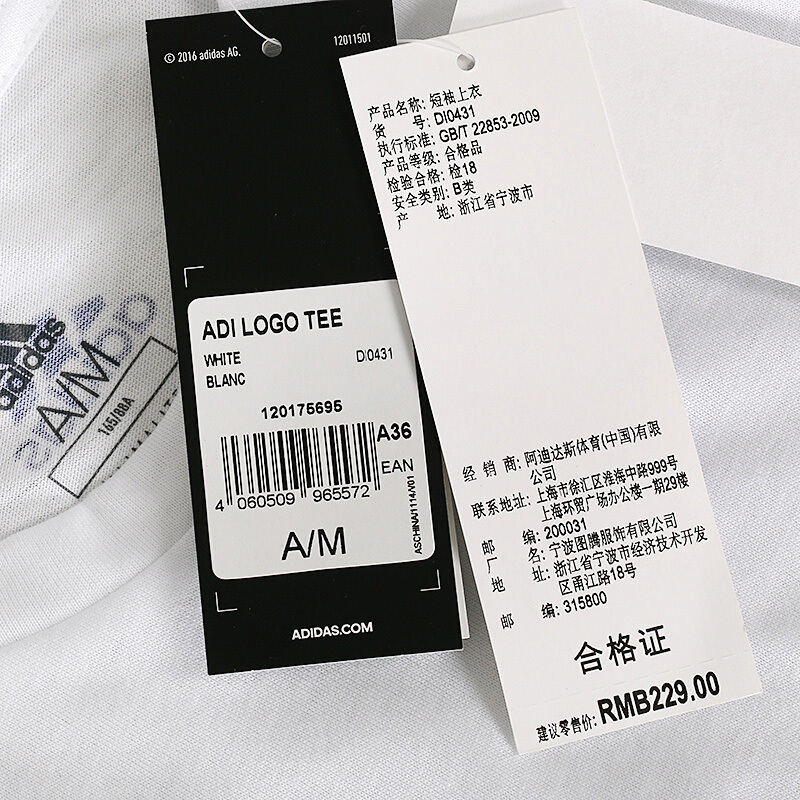 © 2016 adidas AG.
12011501
ADI LOGO TEE
WHITE
DI0431
BLANC
120175695
A36
EAN
4 060509 965572
ASCHINA/1114/V01
A/M
ADIDAS.COM
产品名称: 短袖上衣
货 号: DI0431
执行标准: GB/T 22853-2009
产品等级: 合格品
检验合格: 检18
安全类别: B类
产 地: 浙江省宁波市
经 销 商: 阿迪达斯体育(中国)有限
公司
联系地址: 上海市徐汇区淮海中路999号
上海环贸广场办公楼一期29楼
邮 编: 200031
厂 名: 宁波图腾服饰有限公司
地 址: 浙江省宁波市经济技术开发
区甬江路18号
邮 编: 315800
合格证
建议零售价: RMB229.00
adidas
A/M
165/88A